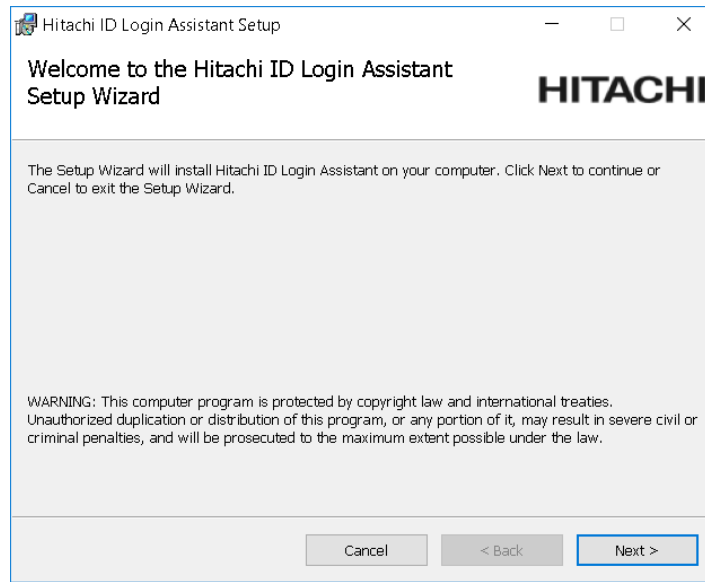 Hitachi ID Login Assistant Setup
Welcome to the Hitachi ID Login Assistant
Setup Wizard
HITACHI
The Setup Wizard will install Hitachi ID Login Assistant on your computer. Click Next to continue or
Cancel to exit the Setup Wizard.
WARNING: This computer program is protected by copyright law and international treaties.
Unauthorized duplication or distribution of this program, or any portion of it, may result in severe civil or
criminal penalties, and will be prosecuted to the maximum extent possible under the law.
Cancel < Back Next >